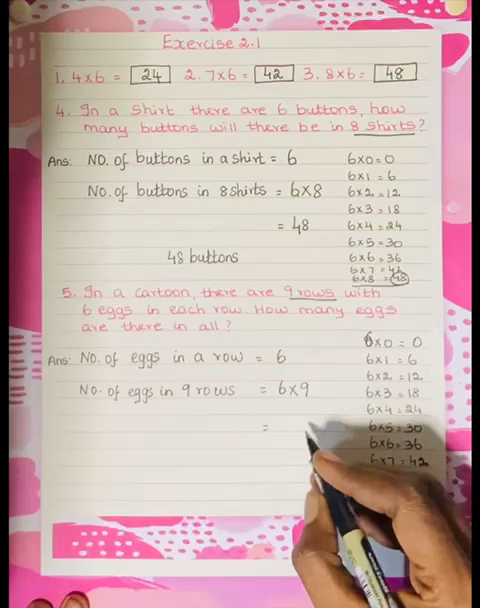 Exercise 2.1
1. 4x6 = 24 2. 7x6 = 42 3. 8x6 = 48
4. In a shirt there are 6 buttons, how
many buttons will there be in 8 shirts?
Ans: NO. of buttons in a shirt = 6
No. of buttons in 8 shirts = 6x8
= 48
48 buttons
6x0=0
6x1=6
6x2=12
6x3=18
6x4=24
6x5=30
6x6=36
6x7=42
6x8=48
5. In a cartoon, there are 9 rows with
6 eggs in each row. How many eggs
are there in all?
Ans: NO. of eggs in a row = 6
NO. of eggs in 9 rows = 6x9
=
6x0=0
6x1=6
6x2=12
6x3=18
6x4=24
6x5=30
6x6=36
6x7=42